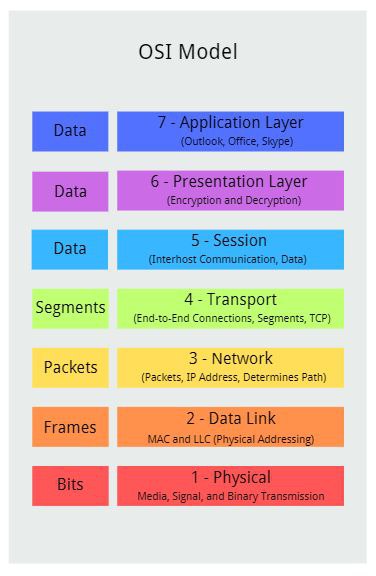 OSI Model
Data
7 - Application Layer
(Outlook, Office, Skype)
Data
6 - Presentation Layer
(Encryption and Decryption)
Data
5 - Session
(Interhost Communication, Data)
Segments
4 - Transport
(End-to-End Connections, Segments, TCP)
Packets
3 - Network
(Packets, IP Address, Determines Path)
Frames
2 - Data Link
MAC and LLC (Physical Addressing)
Bits
1 - Physical
Media, Signal, and Binary Transmission